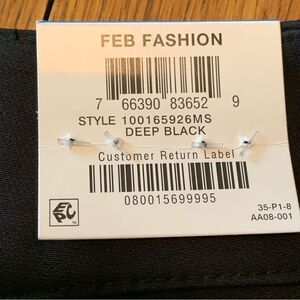 FEB FASHION
7 66390 83652 9
STYLE 100165926MS
DEEP BLACK
Customer Return Label
080015699995
EPC
35-P1-8
AA08-001